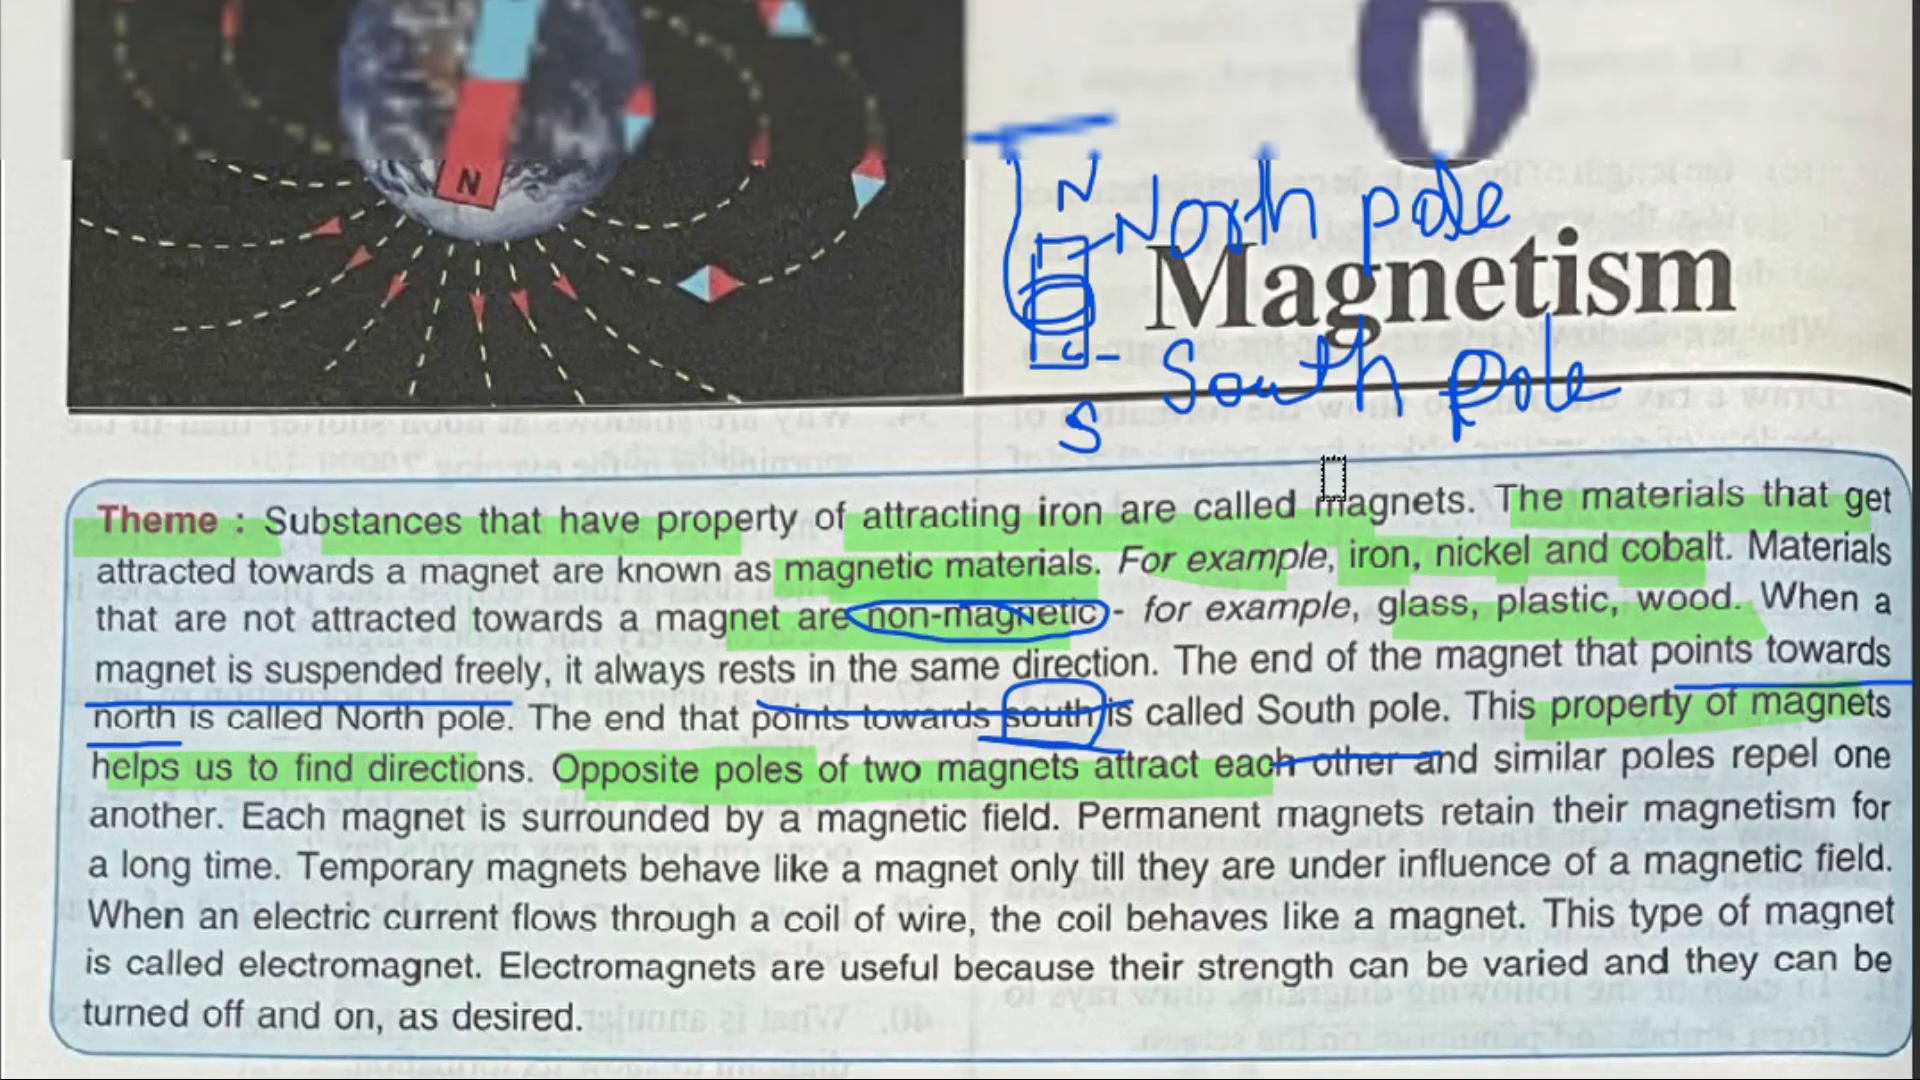 6
N
N
North pole
Magnetism
South pole
S
Theme : Substances that have property of attracting iron are called magnets. The materials that get
attracted towards a magnet are known as magnetic materials. For example, iron, nickel and cobalt. Materials
that are not attracted towards a magnet are non-magnetic - for example, glass, plastic, wood. When a
magnet is suspended freely, it always rests in the same direction. The end of the magnet that points towards
north is called North pole. The end that points towards south is called South pole. This property of magnets
helps us to find directions. Opposite poles of two magnets attract each other and similar poles repel one
another. Each magnet is surrounded by a magnetic field. Permanent magnets retain their magnetism for
a long time. Temporary magnets behave like a magnet only till they are under influence of a magnetic field.
When an electric current flows through a coil of wire, the coil behaves like a magnet. This type of magnet
is called electromagnet. Electromagnets are useful because their strength can be varied and they can be
turned off and on, as desired.